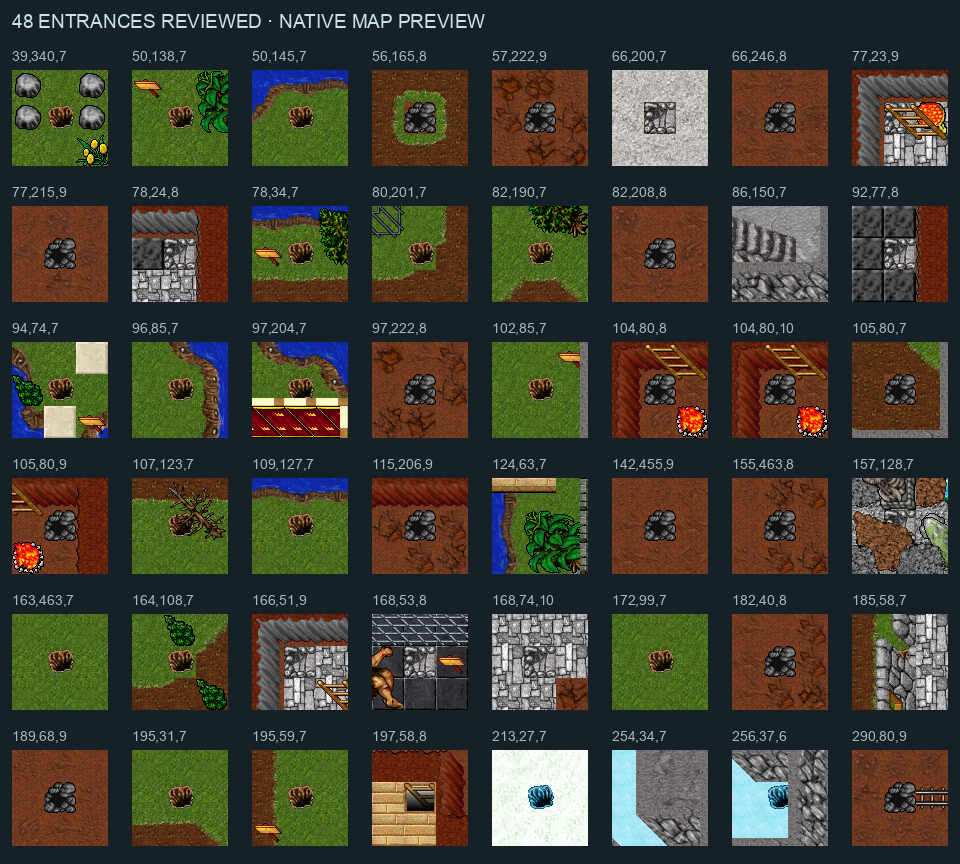 48 ENTRANCES REVIEWED · NATIVE MAP PREVIEW
39,340,7 50,138,7 50,145,7 56,165,8 57,222,9 66,200,7 66,246,8 77,23,9
77,215,9 78,24,8 78,34,7 80,201,7 82,190,7 82,208,8 86,150,7 92,77,8
94,74,7 96,85,7 97,204,7 97,222,8 102,85,7 104,80,8 104,80,10 105,80,7
105,80,9 107,123,7 109,127,7 115,206,9 124,63,7 142,455,9 155,463,8 157,128,7
163,463,7 164,108,7 166,51,9 168,53,8 168,74,10 172,99,7 182,40,8 185,58,7
189,68,9 195,31,7 195,59,7 197,58,8 213,27,7 254,34,7 256,37,6 290,80,9